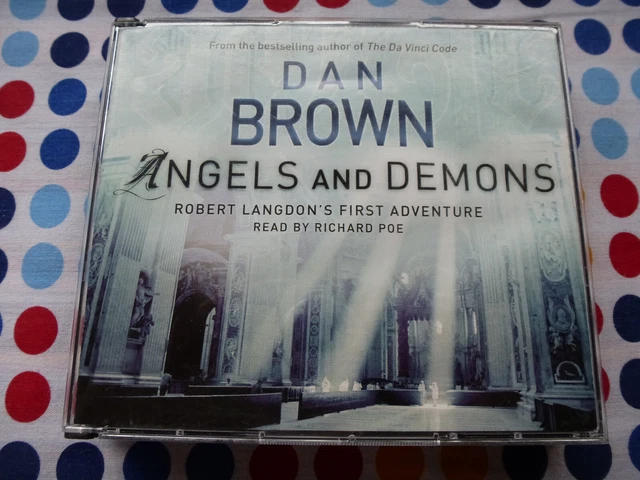 From the bestselling author of The Da Vinci Code
DAN
BROWN
ANGELS AND DEMONS
ROBERT LANGDON'S FIRST ADVENTURE
READ BY RICHARD POE